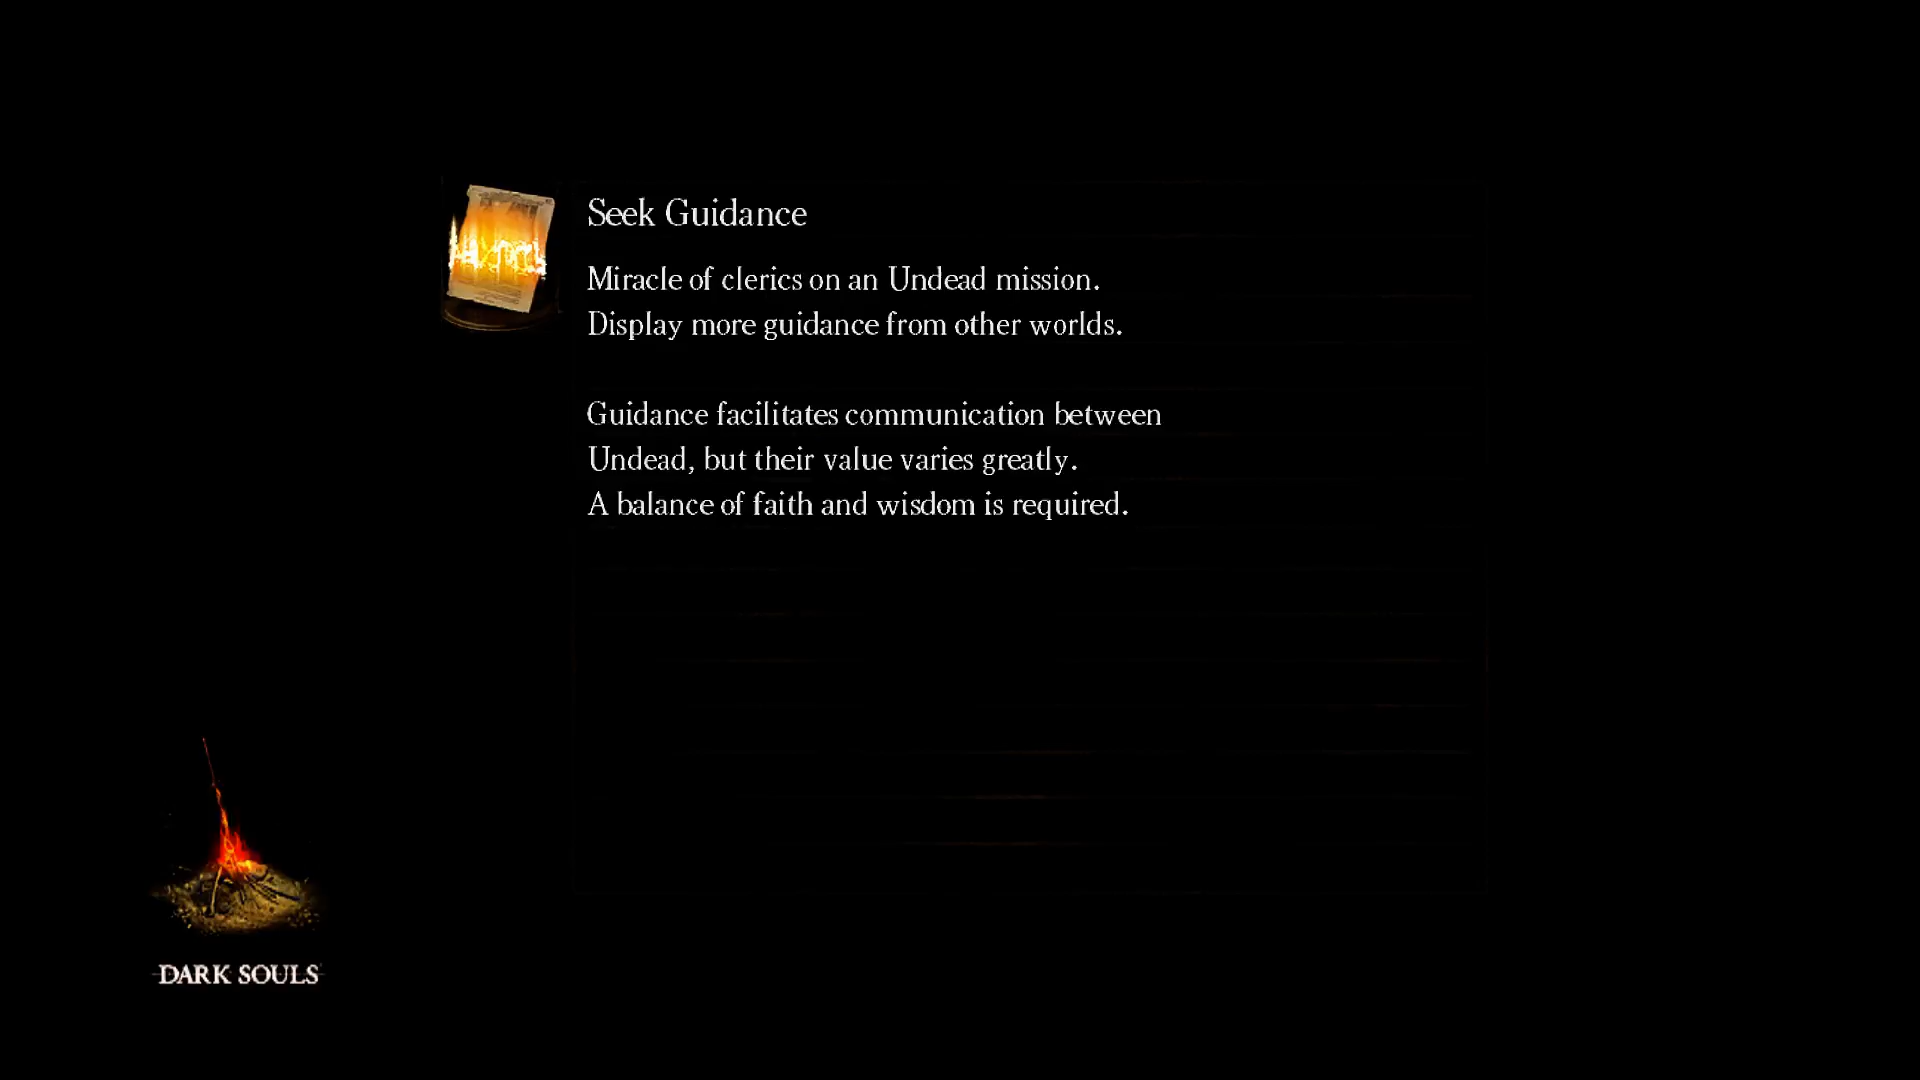 Seek Guidance
Miracle of clerics on an Undead mission.
Display more guidance from other worlds.
Guidance facilitates communication between
Undead, but their value varies greatly.
A balance of faith and wisdom is required.
DARK SOULS